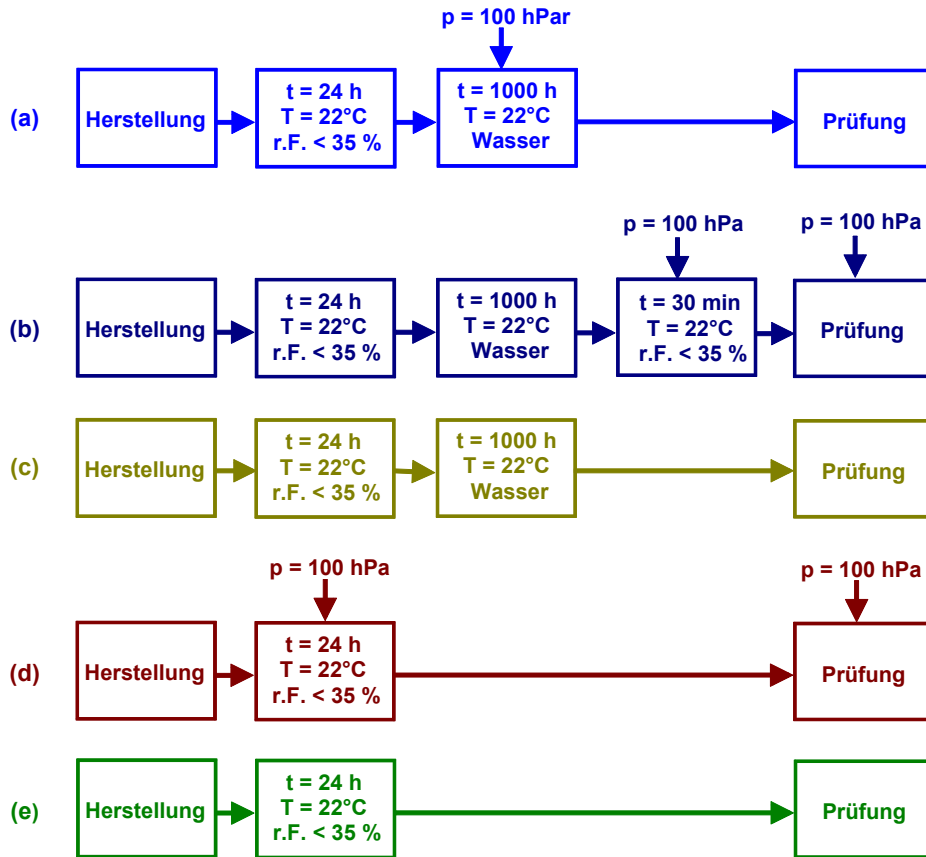 p = 100 hPar
(a)
Herstellung
t = 24 h
T = 22°C
r.F. < 35 %
t = 1000 h
T = 22°C
Wasser
Prüfung
p = 100 hPa
p = 100 hPa
(b)
Herstellung
t = 24 h
T = 22°C
r.F. < 35 %
t = 1000 h
T = 22°C
Wasser
t = 30 min
T = 22°C
r.F. < 35 %
Prüfung
(c)
Herstellung
t = 24 h
T = 22°C
r.F. < 35 %
t = 1000 h
T = 22°C
Wasser
Prüfung
p = 100 hPa
p = 100 hPa
(d)
Herstellung
t = 24 h
T = 22°C
r.F. < 35 %
Prüfung
(e)
Herstellung
t = 24 h
T = 22°C
r.F. < 35 %
Prüfung